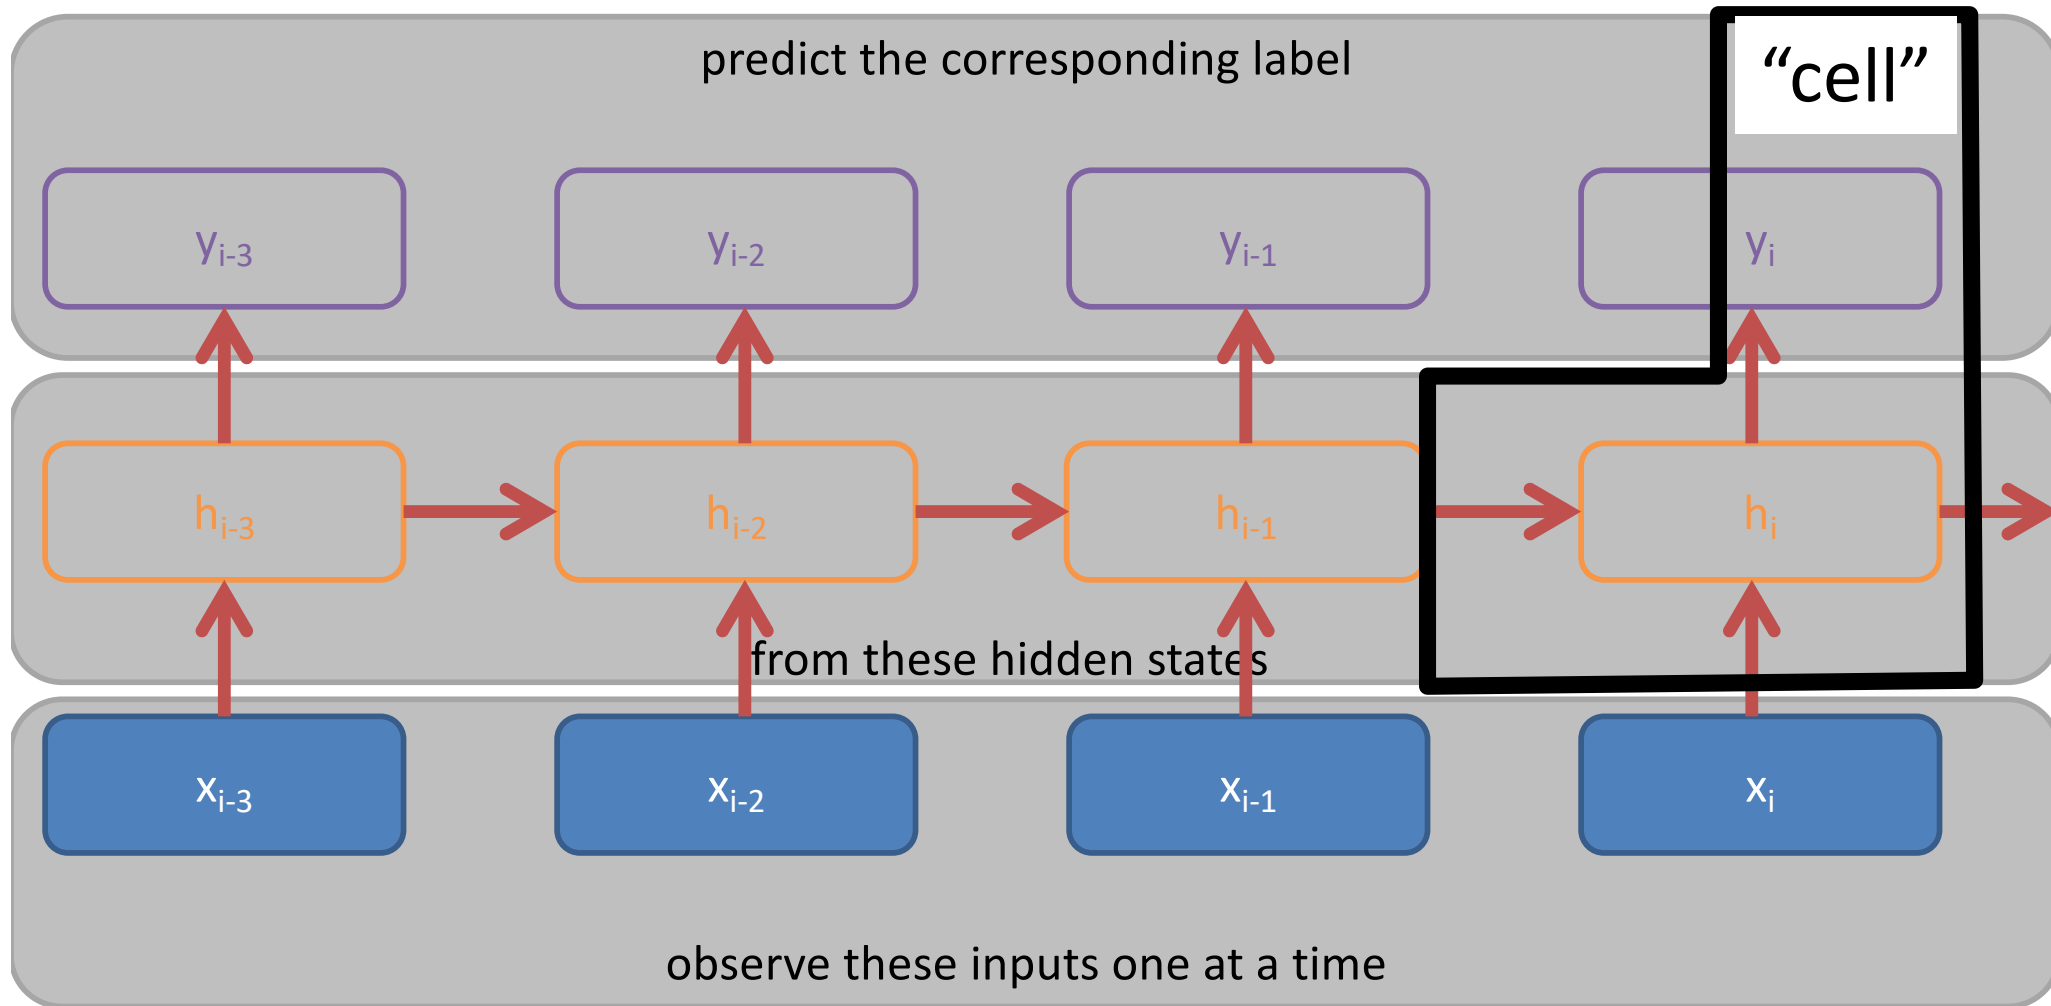 predict the corresponding label
“cell”
yi-3 yi-2 yi-1 yi
hi-3 hi-2 hi-1 hi
from these hidden states
xi-3 xi-2 xi-1 xi
observe these inputs one at a time